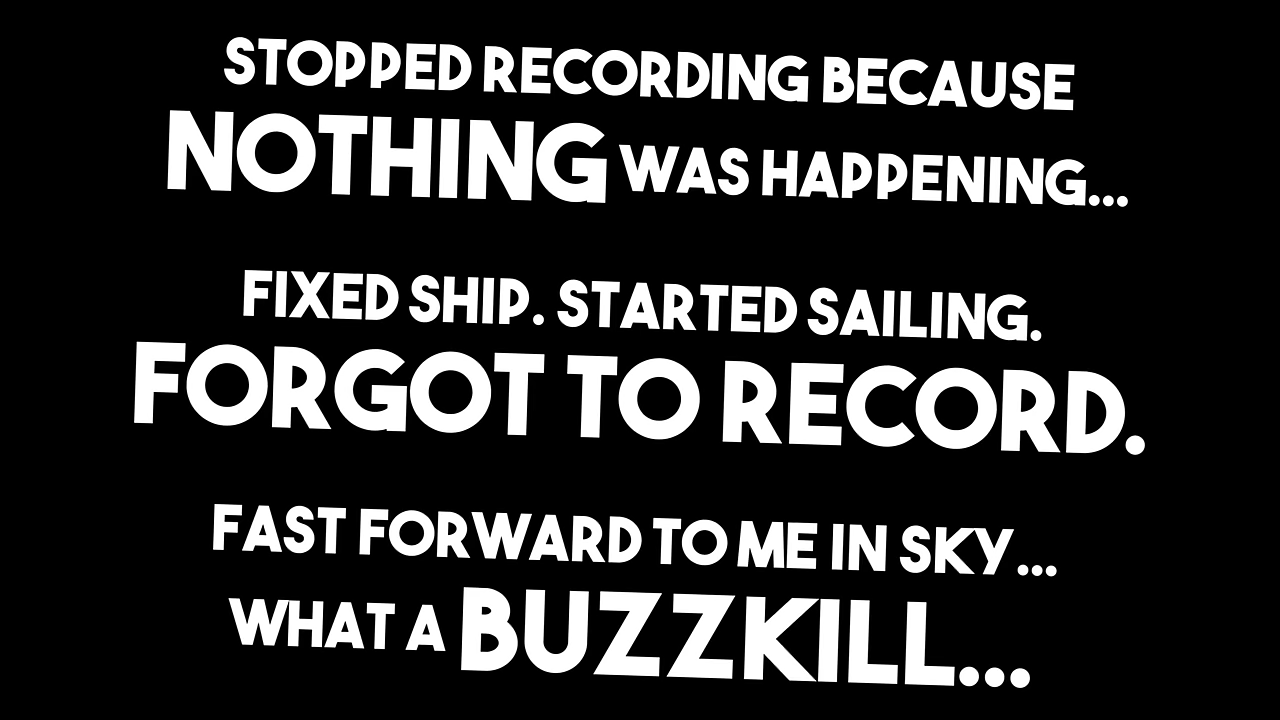 STOPPED RECORDING BECAUSE
NOTHING WAS HAPPENING...
FIXED SHIP. STARTED SAILING.
FORGOT TO RECORD.
FAST FORWARD TO ME IN SKY...
WHAT A BUZZKILL...